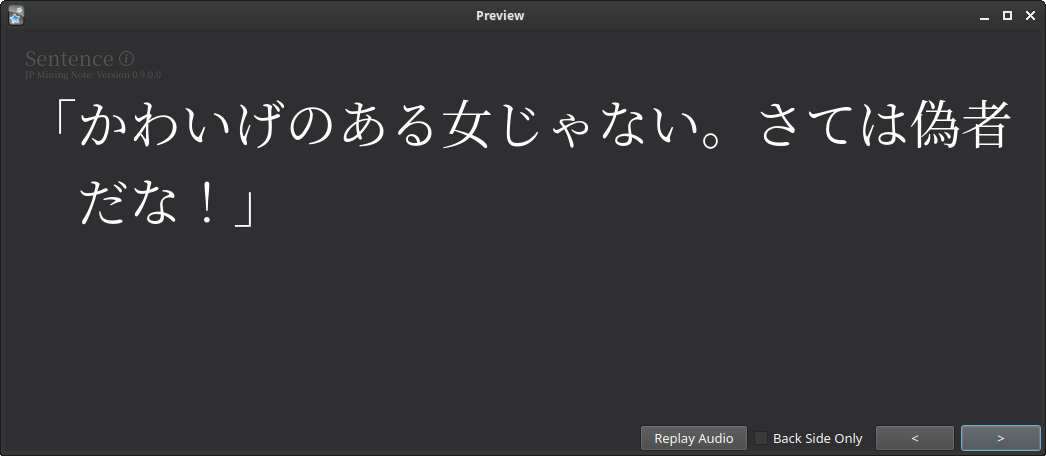 Preview
Sentence
JP Mining Note: Version 0.9.0.0
「かわいげのある女じゃない。さては偽者
だな！」
Replay Audio
Back Side Only
<
>